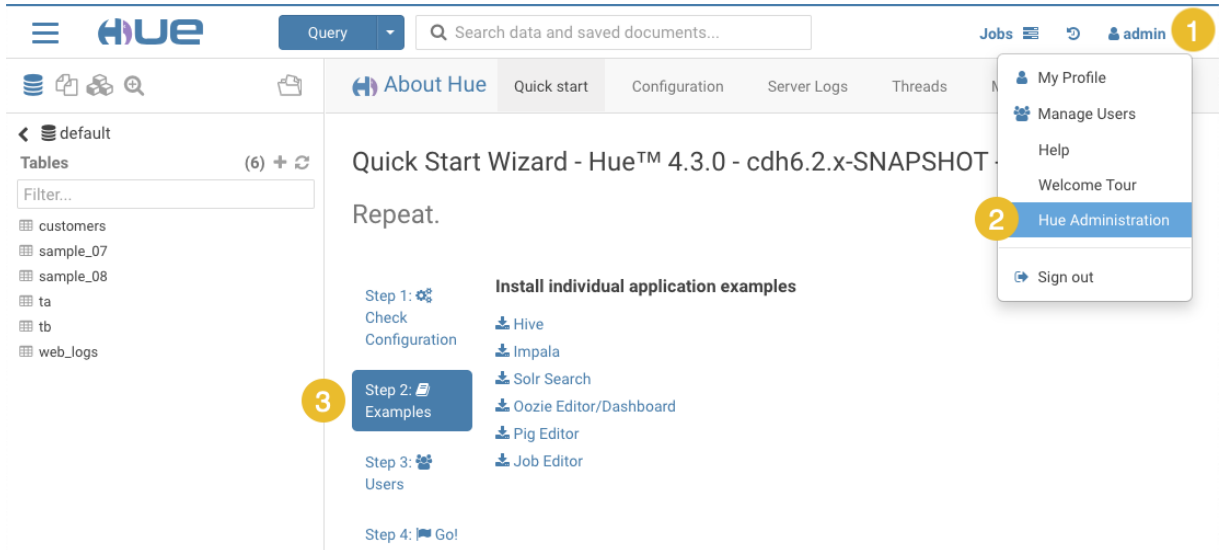 HUE
Query
Search data and saved documents...
Jobs
admin
1
My Profile
Manage Users
Help
Welcome Tour
2
Hue Administration
Sign out
About Hue
Quick start
Configuration
Server Logs
Threads
default
Tables
(6)
Filter...
customers
sample_07
sample_08
ta
tb
web_logs
Quick Start Wizard - Hue™ 4.3.0 - cdh6.2.x-SNAPSHOT -
Repeat.
Step 1:
Check
Configuration
3
Step 2:
Examples
Step 3:
Users
Step 4: Go!
Install individual application examples
Hive
Impala
Solr Search
Oozie Editor/Dashboard
Pig Editor
Job Editor